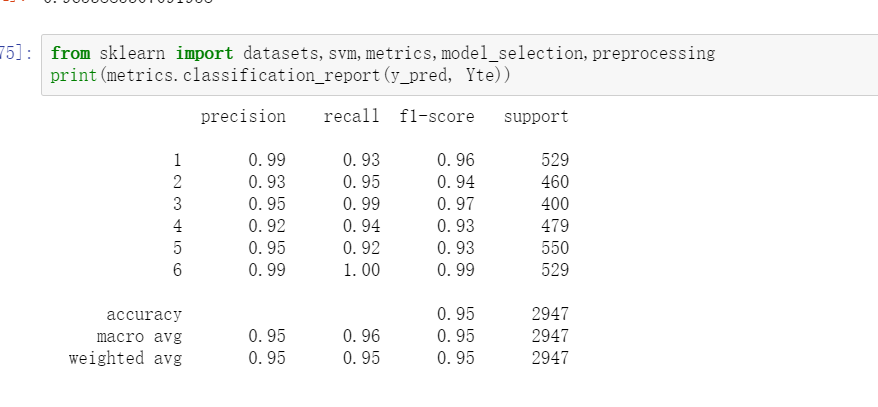 75]: from sklearn import datasets,svm,metrics,model_selection,preprocessing
print(metrics.classification_report(y_pred, Yte))
precision recall f1-score support
1 0.99 0.93 0.96 529
2 0.93 0.95 0.94 460
3 0.95 0.99 0.97 400
4 0.92 0.94 0.93 479
5 0.95 0.92 0.93 550
6 0.99 1.00 0.99 529
accuracy 0.95 2947
macro avg 0.95 0.96 0.95 2947
weighted avg 0.95 0.95 0.95 2947